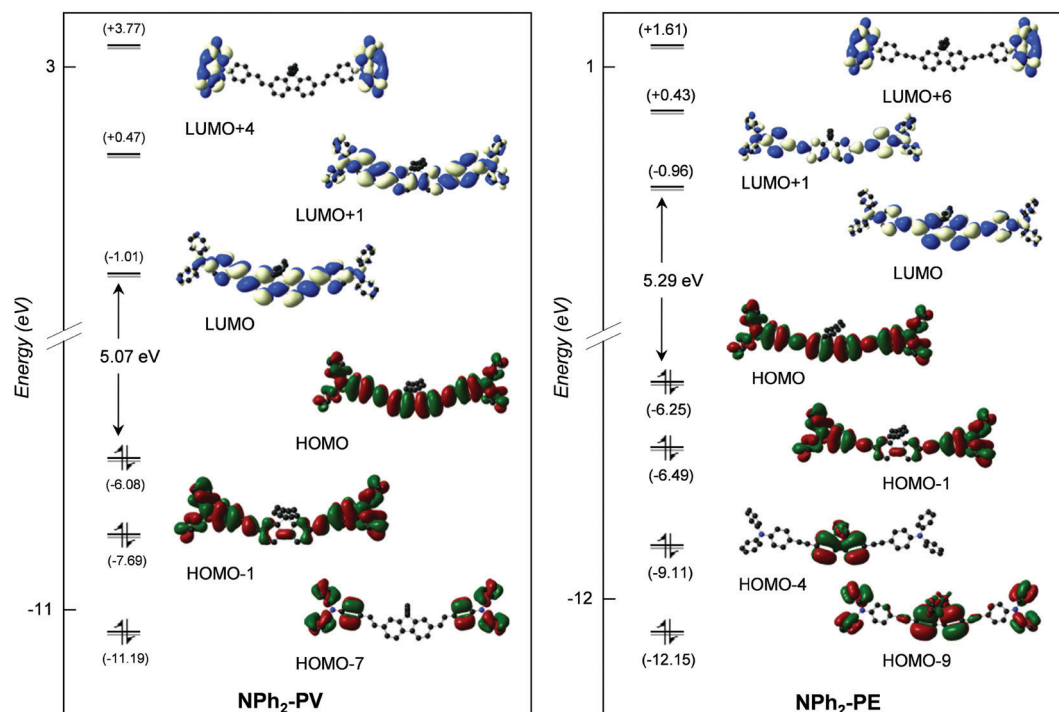 Energy (eV)
3
-11
(+3.77)
LUMO+4
(+0.47)
LUMO+1
(-1.01)
LUMO
5.07 eV
HOMO
(-6.08)
(-7.69)
HOMO-1
(-11.19)
HOMO-7
NPh₂-PV
Energy (eV)
1
-12
(+1.61)
LUMO+6
(+0.43)
LUMO+1
(-0.96)
LUMO
5.29 eV
HOMO
(-6.25)
(-6.49)
HOMO-1
(-9.11)
HOMO-4
(-12.15)
HOMO-9
NPh₂-PE